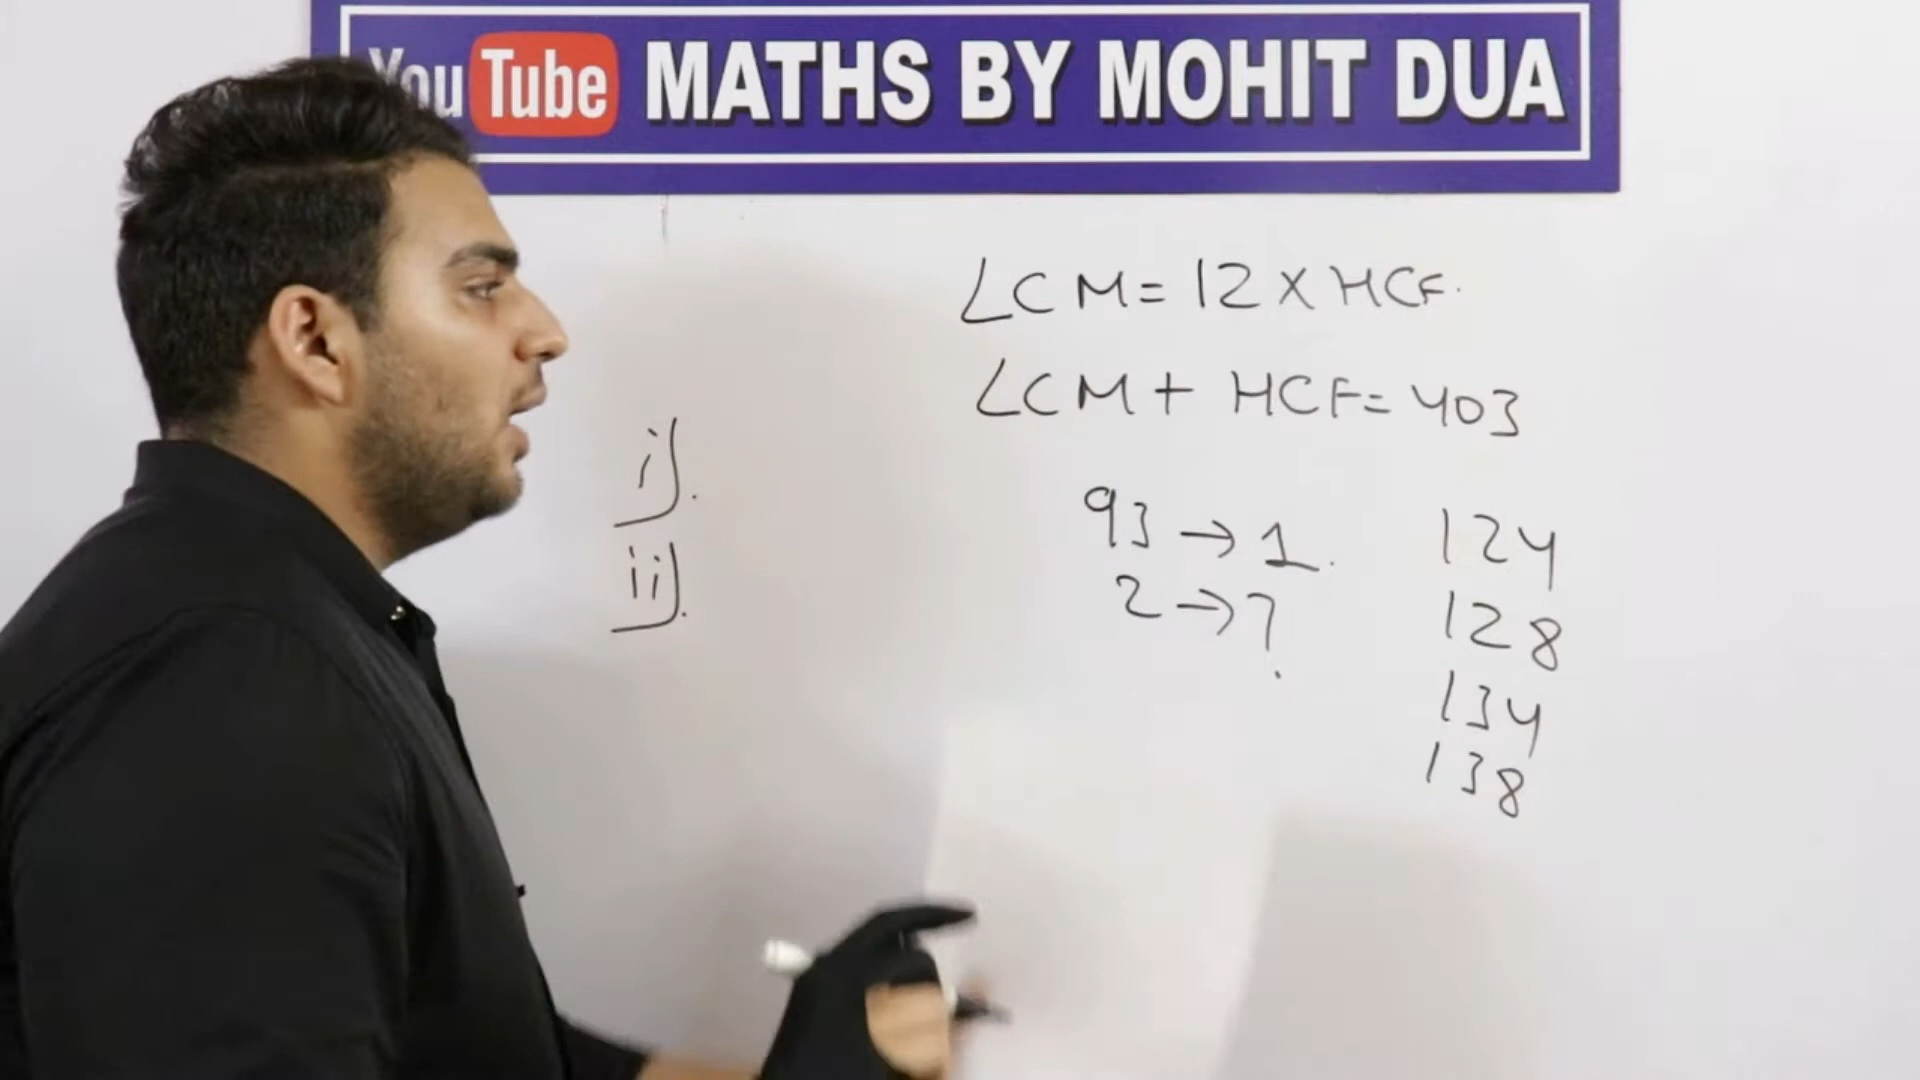 YouTube MATHS BY MOHIT DUA
LCM = 12 X HCF.
LCM + HCF = 403
i).
ii).
93 → 1.
2 → ?
124
128
134
138